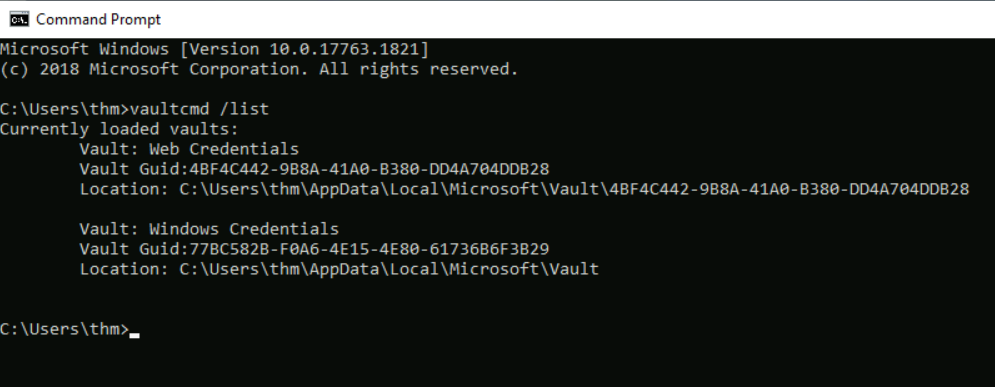 Command Prompt
Microsoft Windows [Version 10.0.17763.1821]
(c) 2018 Microsoft Corporation. All rights reserved.
C:\Users\thm>vaultcmd /list
Currently loaded vaults:
Vault: Web Credentials
Vault Guid:4BF4C442-9B8A-41A0-B380-DD4A704DDB28
Location: C:\Users\thm\AppData\Local\Microsoft\Vault\4BF4C442-9B8A-41A0-B380-DD4A704DDB28
Vault: Windows Credentials
Vault Guid:77BC582B-F0A6-4E15-4E80-61736B6F3B29
Location: C:\Users\thm\AppData\Local\Microsoft\Vault
C:\Users\thm>